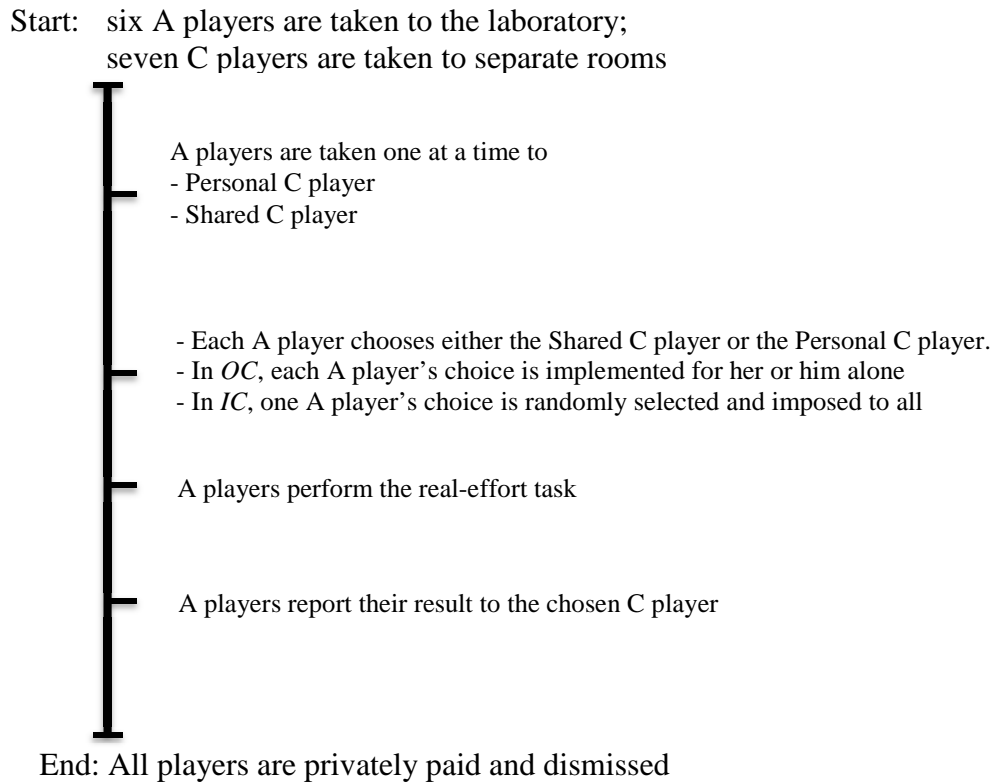 Start: six A players are taken to the laboratory;
seven C players are taken to separate rooms
A players are taken one at a time to
- Personal C player
- Shared C player
- Each A player chooses either the Shared C player or the Personal C player.
- In OC, each A player’s choice is implemented for her or him alone
- In IC, one A player’s choice is randomly selected and imposed to all
A players perform the real-effort task
A players report their result to the chosen C player
End: All players are privately paid and dismissed